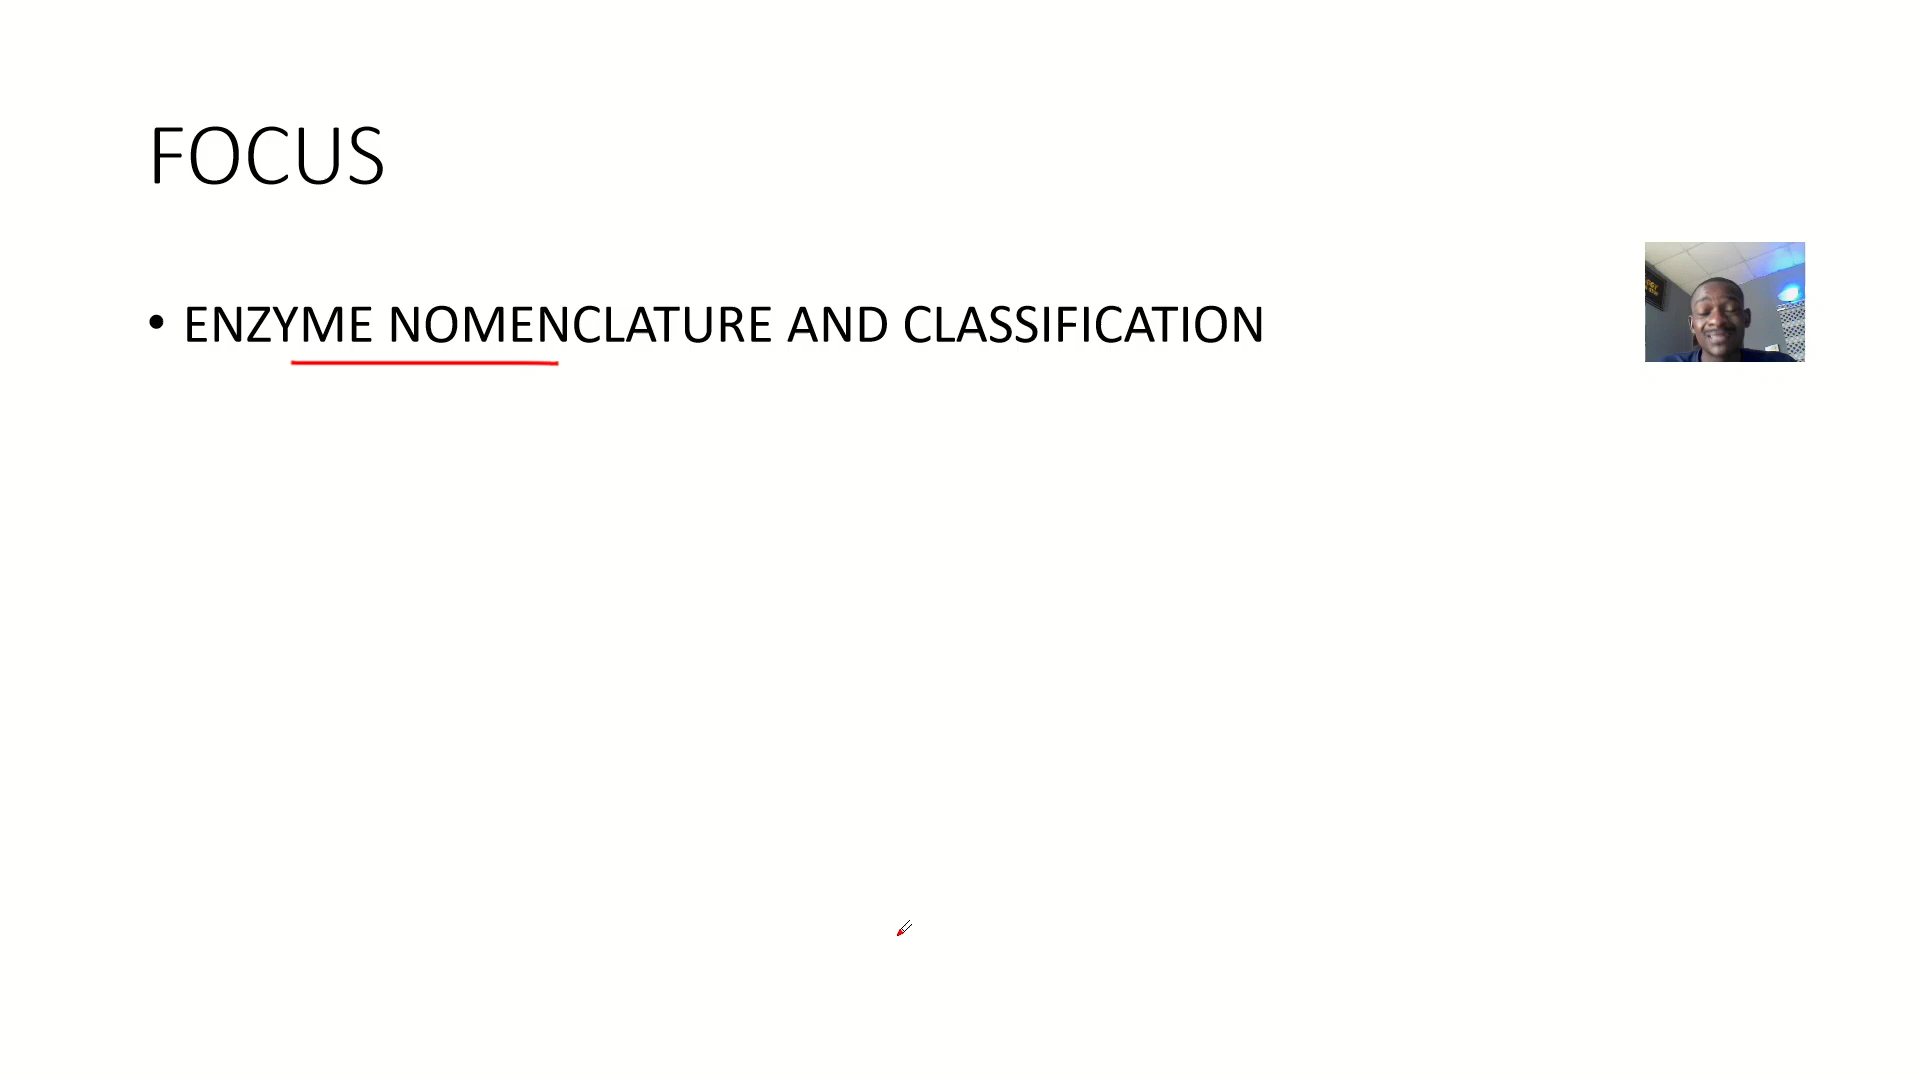 FOCUS
• ENZYME NOMENCLATURE AND CLASSIFICATION